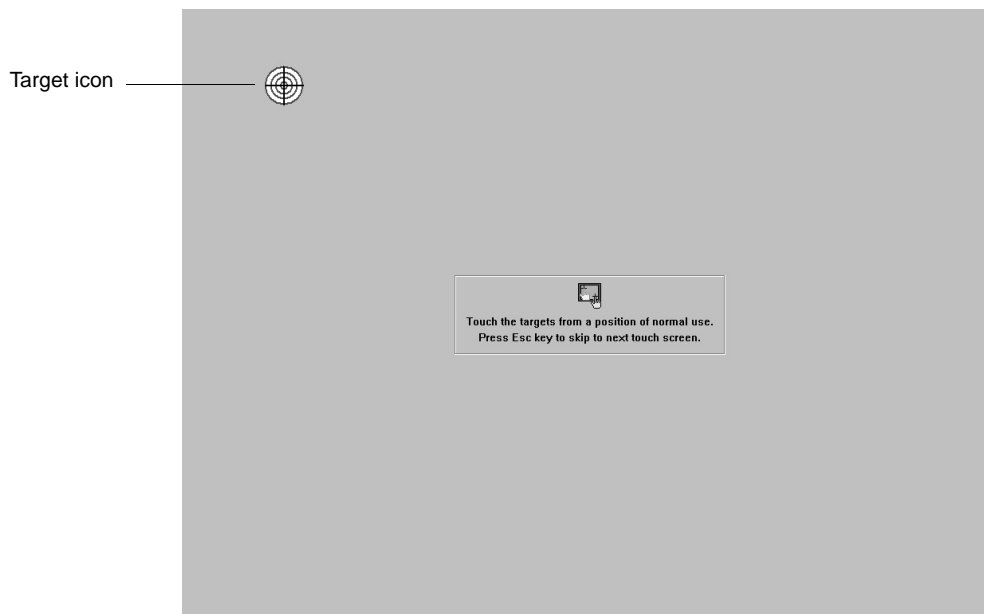 Target icon
Touch the targets from a position of normal use.
Press Esc key to skip to next touch screen.